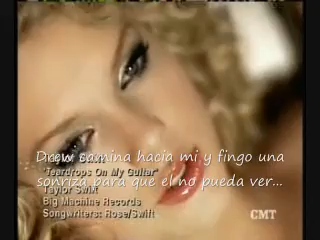 Drew camina hacia mi y fingo una
sonriza para que el no pueda ver...
"Teardrops On My Guitar"
Taylor Swift
Big Machine Records
Songwriters: Rose/Swift
CMT